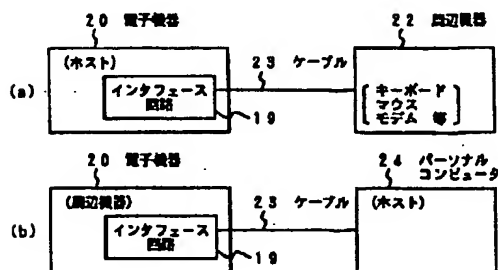 20 電子機器
22 周辺機器
(ホスト)
23 ケーブル
(a)
インタフェース
回路
19
キーボード
マウス
モデム 等
20 電子機器
24 パーソナル
コンピュータ
(周辺機器)
23 ケーブル
(ホスト)
(b)
インタフェース
回路
19